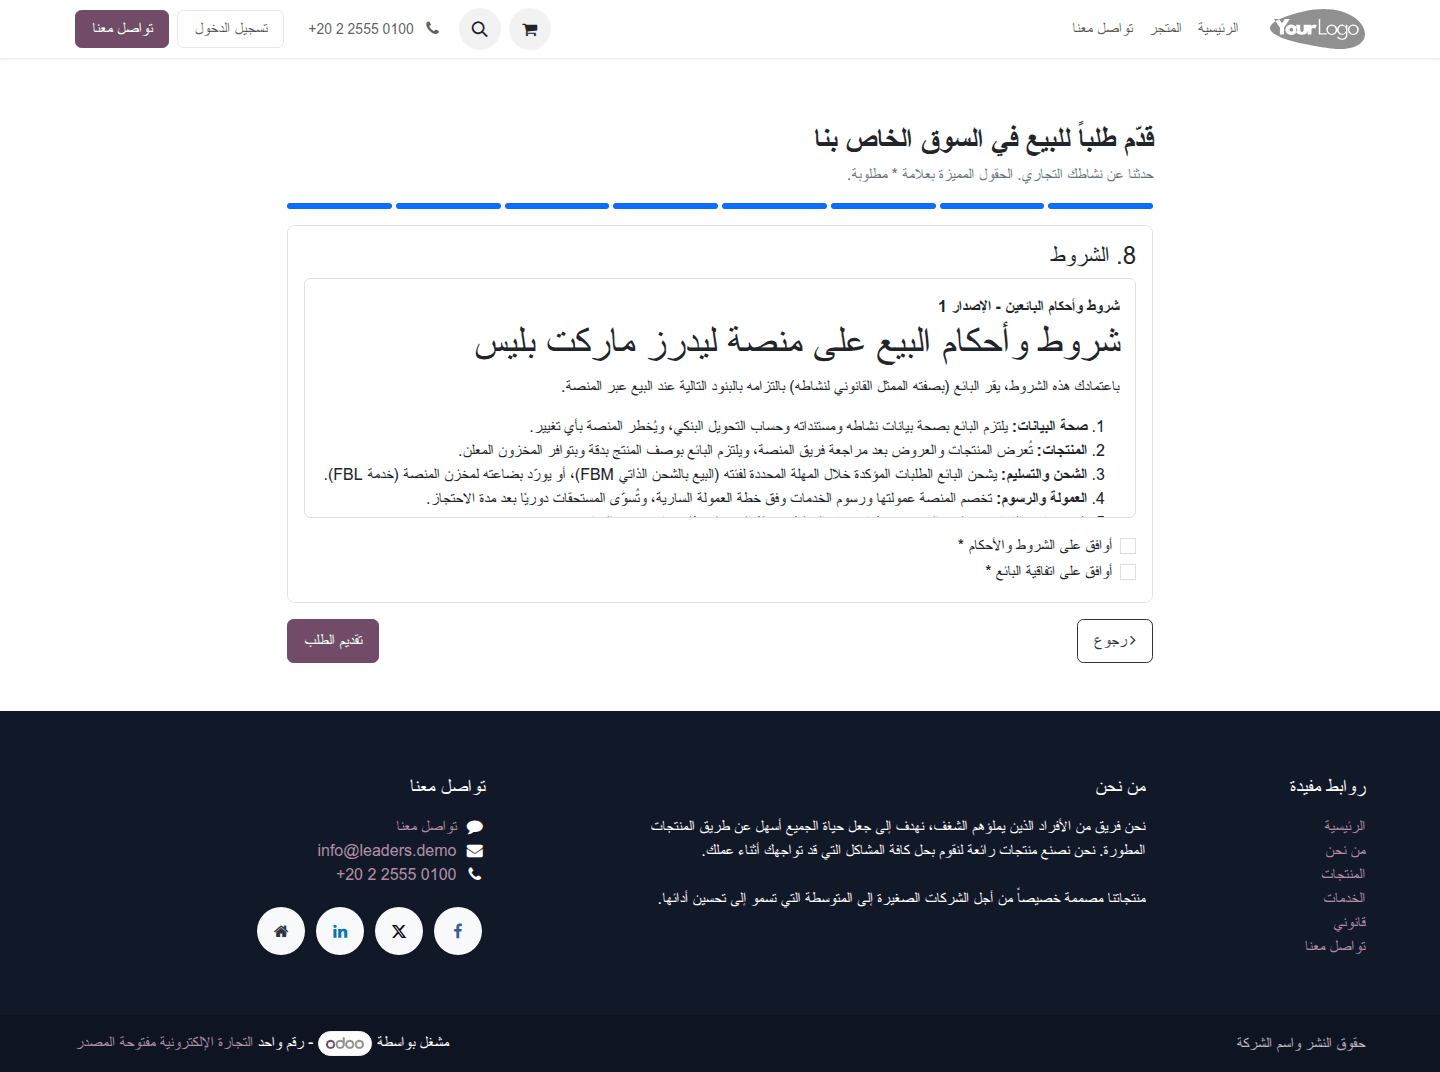 YourLogo
الرئيسية
المتجر
تواصل معنا
+20 2 2555 0100
تسجيل الدخول
تواصل معنا
قدّم طلباً للبيع في السوق الخاص بنا
حدثنا عن نشاطك التجاري. الحقول المميزة بعلامة * مطلوبة.
8. الشروط
شروط وأحكام البائعين - الإصدار 1
شروط وأحكام البيع على منصة ليدرز ماركت بليس
باعتمادك هذه الشروط، يقر البائع (بصفته الممثل القانوني لنشاطه) بالتزامه بالبنود التالية عند البيع عبر المنصة.
1. صحة البيانات: يلتزم البائع بصحة بيانات نشاطه ومستنداته وحساب التحويل البنكي، ويُخطر المنصة بأي تغيير.
2. المنتجات: تُعرض المنتجات والعروض بعد مراجعة فريق المنصة، ويلتزم البائع بوصف المنتج بدقة وبتوافر المخزون المعلن.
3. الشحن والتسليم: يشحن البائع الطلبات المؤكدة خلال المهلة المحددة لفئته (البيع بالشحن الذاتي FBM)، أو يورّد بضاعته لمخزن المنصة (خدمة FBL).
4. العمولة والرسوم: تخصم المنصة عمولتها ورسوم الخدمات وفق خطة العمولة السارية، وتُسوّى المستحقات دوريًا بعد مدة الاحتجاز.
أوافق على الشروط والأحكام *
أوافق على اتفاقية البائع *
رجوع
تقديم الطلب
روابط مفيدة
الرئيسية
من نحن
المنتجات
الخدمات
قانوني
تواصل معنا
من نحن
نحن فريق من الأفراد الذين يملؤهم الشغف، نهدف إلى جعل حياة الجميع أسهل عن طريق المنتجات
المطورة. نحن نصنع منتجات رائعة لنقوم بحل كافة المشاكل التي قد تواجهك أثناء عملك.
منتجاتنا مصممة خصيصاً من أجل الشركات الصغيرة إلى المتوسطة التي تسمو إلى تحسين أدائها.
تواصل معنا
تواصل معنا
info@leaders.demo
+20 2 2555 0100
حقوق النشر واسم الشركة
مشغل بواسطة odoo - رقم واحد التجارة الإلكترونية مفتوحة المصدر